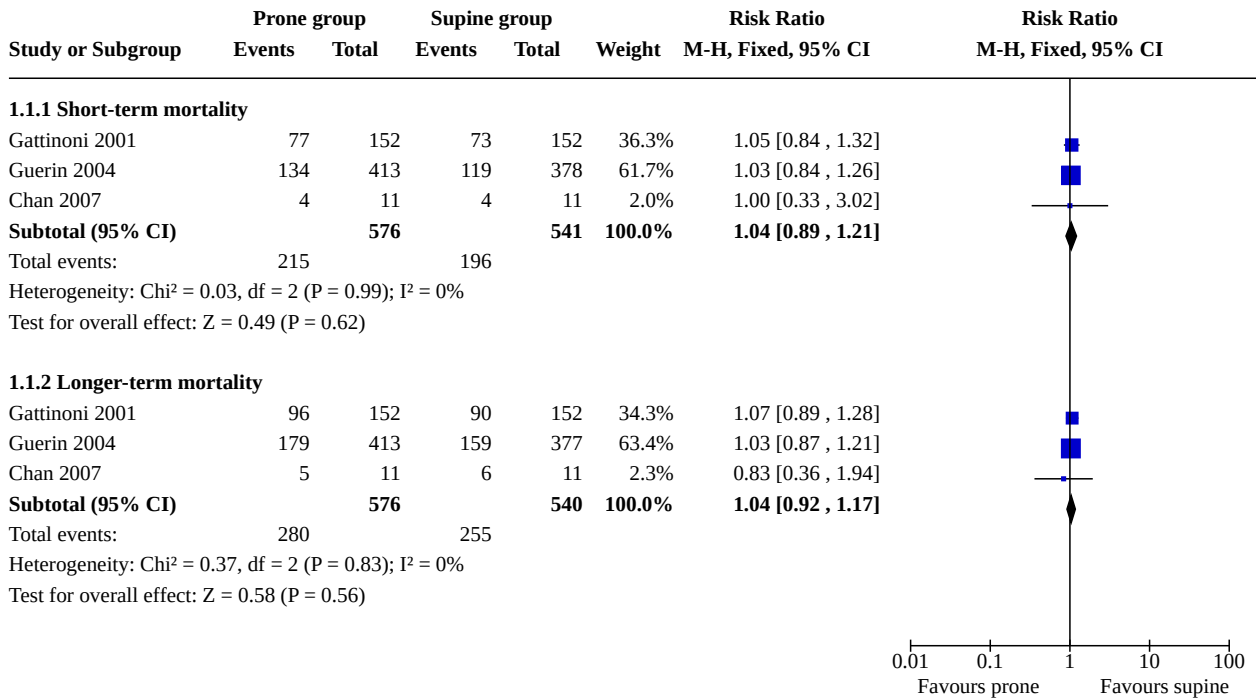 Prone group Supine group Risk Ratio Risk Ratio
Study or Subgroup Events Total Events Total Weight M-H, Fixed, 95% CI M-H, Fixed, 95% CI
1.1.1 Short-term mortality
Gattinoni 2001 77 152 73 152 36.3% 1.05 [0.84 , 1.32]
Guerin 2004 134 413 119 378 61.7% 1.03 [0.84 , 1.26]
Chan 2007 4 11 4 11 2.0% 1.00 [0.33 , 3.02]
Subtotal (95% CI) 576 541 100.0% 1.04 [0.89 , 1.21]
Total events: 215 196
Heterogeneity: Chi² = 0.03, df = 2 (P = 0.99); I² = 0%
Test for overall effect: Z = 0.49 (P = 0.62)
1.1.2 Longer-term mortality
Gattinoni 2001 96 152 90 152 34.3% 1.07 [0.89 , 1.28]
Guerin 2004 179 413 159 377 63.4% 1.03 [0.87 , 1.21]
Chan 2007 5 11 6 11 2.3% 0.83 [0.36 , 1.94]
Subtotal (95% CI) 576 540 100.0% 1.04 [0.92 , 1.17]
Total events: 280 255
Heterogeneity: Chi² = 0.37, df = 2 (P = 0.83); I² = 0%
Test for overall effect: Z = 0.58 (P = 0.56)
0.01 0.1 1 10 100
Favours prone Favours supine